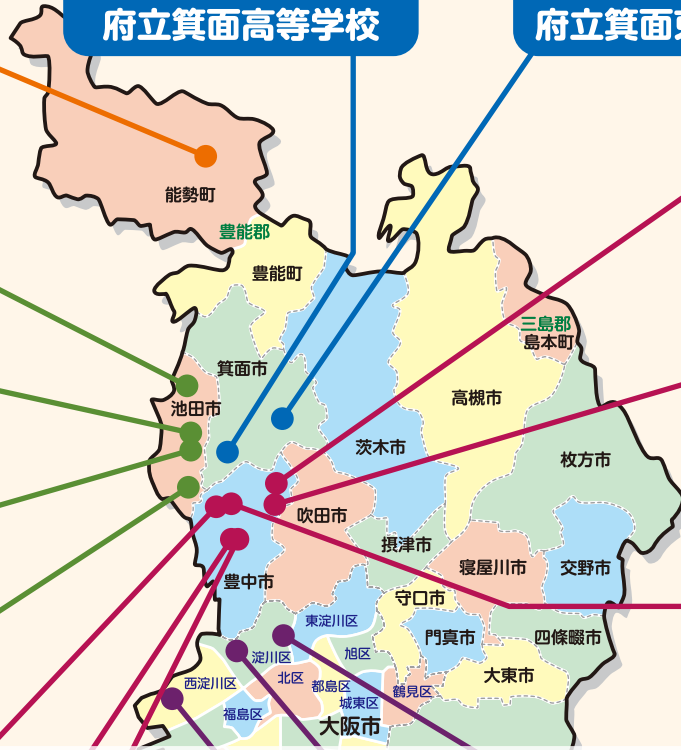 府立箕面高等学校
府立箕面
能勢町
豊能郡
豊能町
三島郡
島本町
箕面市
池田市
高槻市
茨木市
枚方市
吹田市
摂津市
寝屋川市
交野市
豊中市
守口市
東淀川区
門真市
四條畷市
淀川区
旭区
大東市
西淀川区
北区
都島区
鶴見区
城東区
福島区
大阪市